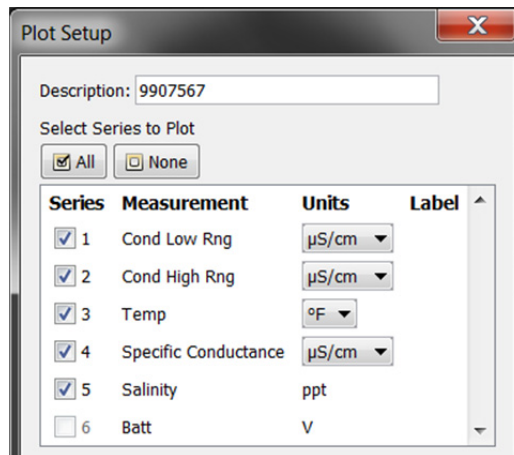 Plot Setup
Description: 9907567
Select Series to Plot
All None
Series Measurement Units Label
1 Cond Low Rng µS/cm
2 Cond High Rng µS/cm
3 Temp °F
4 Specific Conductance µS/cm
5 Salinity ppt
6 Batt V